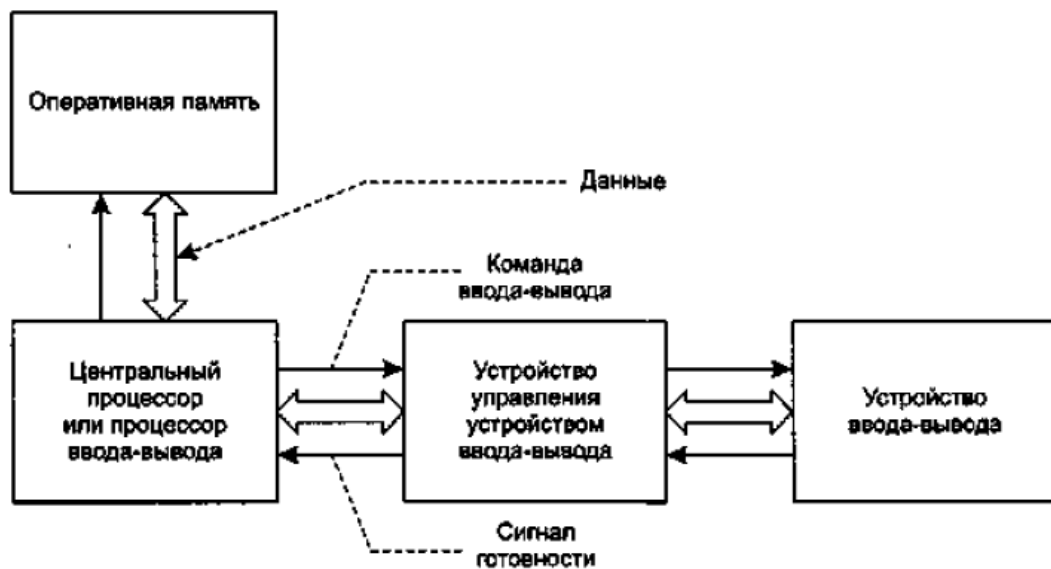 Оперативная память
Данные
Команда
ввода-вывода
Центральный
процессор
или процессор
ввода-вывода
Устройство
управления
устройством
ввода-вывода
Устройство
ввода-вывода
Сигнал
готовности